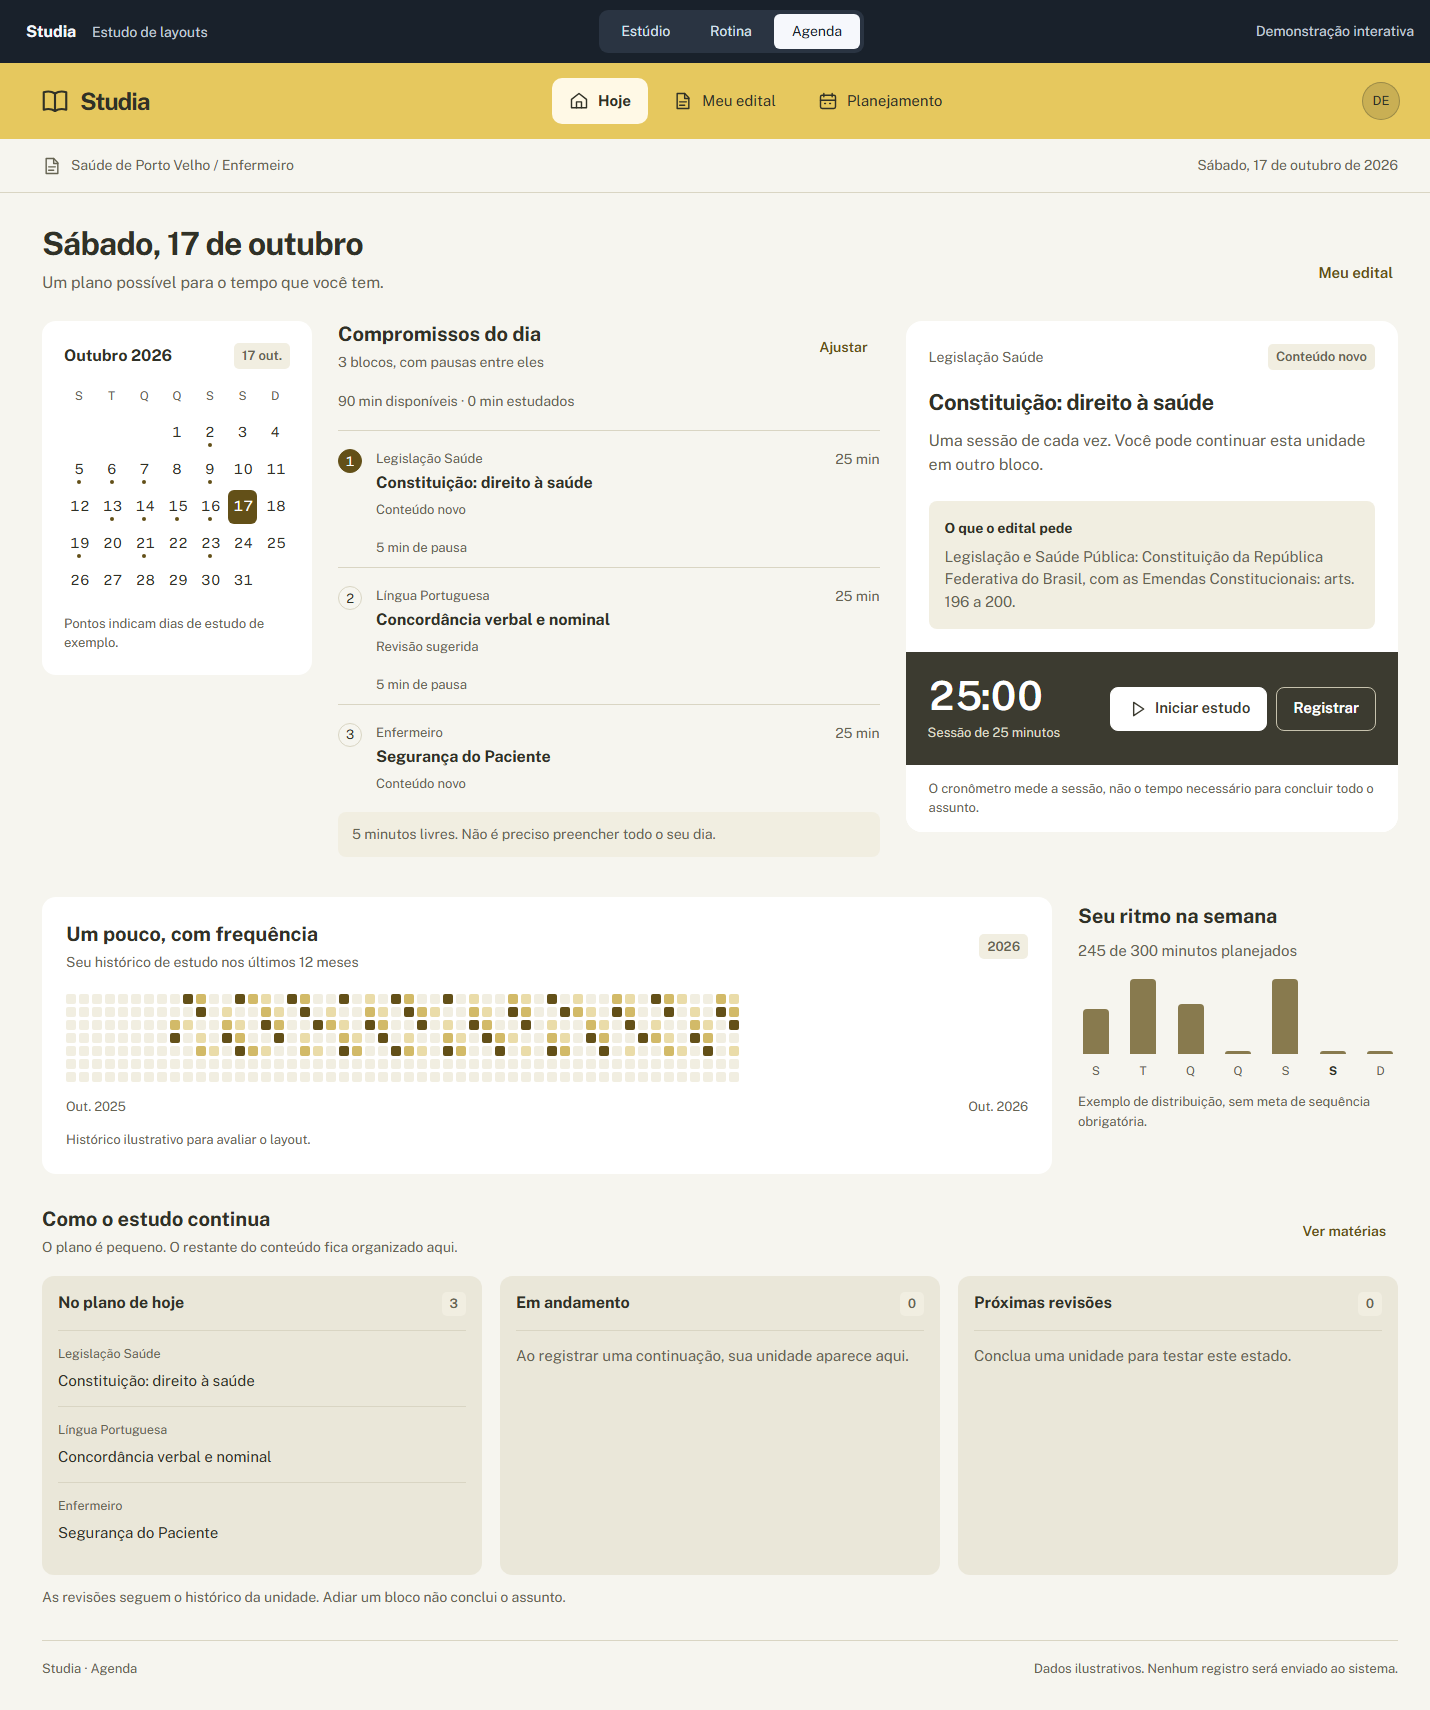 Studia Estudo de layouts
Estúdio Rotina Agenda
Demonstração interativa
Studia
Hoje Meu edital Planejamento
DE
Saúde de Porto Velho / Enfermeiro
Sábado, 17 de outubro de 2026
Sábado, 17 de outubro
Um plano possível para o tempo que você tem.
Meu edital
Outubro 2026 17 out.
S T Q Q S S D
1 2 3 4
5 6 7 8 9 10 11
12 13 14 15 16 17 18
19 20 21 22 23 24 25
26 27 28 29 30 31
Pontos indicam dias de estudo de
exemplo.
Compromissos do dia
3 blocos, com pausas entre eles
Ajustar
90 min disponíveis · 0 min estudados
1 Legislação Saúde 25 min
Constituição: direito à saúde
Conteúdo novo
5 min de pausa
2 Língua Portuguesa 25 min
Concordância verbal e nominal
Revisão sugerida
5 min de pausa
3 Enfermeiro 25 min
Segurança do Paciente
Conteúdo novo
5 minutos livres. Não é preciso preencher todo o seu dia.
Legislação Saúde Conteúdo novo
Constituição: direito à saúde
Uma sessão de cada vez. Você pode continuar esta unidade
em outro bloco.
O que o edital pede
Legislação e Saúde Pública: Constituição da República
Federativa do Brasil, com as Emendas Constitucionais: arts.
196 a 200.
25:00
Sessão de 25 minutos
Iniciar estudo Registrar
O cronômetro mede a sessão, não o tempo necessário para concluir todo o
assunto.
Um pouco, com frequência
Seu histórico de estudo nos últimos 12 meses
2026
Out. 2025 Out. 2026
Histórico ilustrativo para avaliar o layout.
Seu ritmo na semana
245 de 300 minutos planejados
S T Q Q S S D
Exemplo de distribuição, sem meta de sequência
obrigatória.
Como o estudo continua
O plano é pequeno. O restante do conteúdo fica organizado aqui.
Ver matérias
No plano de hoje 3
Legislação Saúde
Constituição: direito à saúde
Língua Portuguesa
Concordância verbal e nominal
Enfermeiro
Segurança do Paciente
Em andamento 0
Ao registrar uma continuação, sua unidade aparece aqui.
Próximas revisões 0
Conclua uma unidade para testar este estado.
As revisões seguem o histórico da unidade. Adiar um bloco não conclui o assunto.
Studia · Agenda
Dados ilustrativos. Nenhum registro será enviado ao sistema.